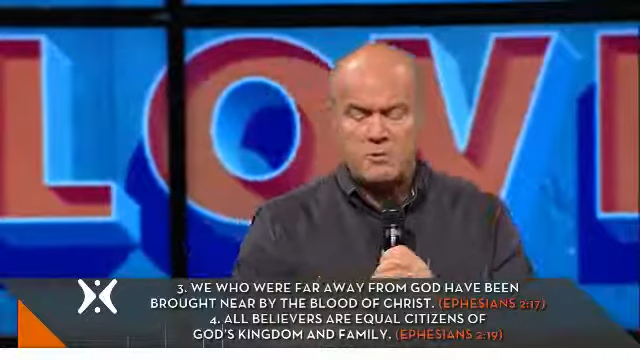 LOVE
3. WE WHO WERE FAR AWAY FROM GOD HAVE BEEN
BROUGHT NEAR BY THE BLOOD OF CHRIST. (EPHESIANS 2:17)
4. ALL BELIEVERS ARE EQUAL CITIZENS OF
GOD'S KINGDOM AND FAMILY. (EPHESIANS 2:19)